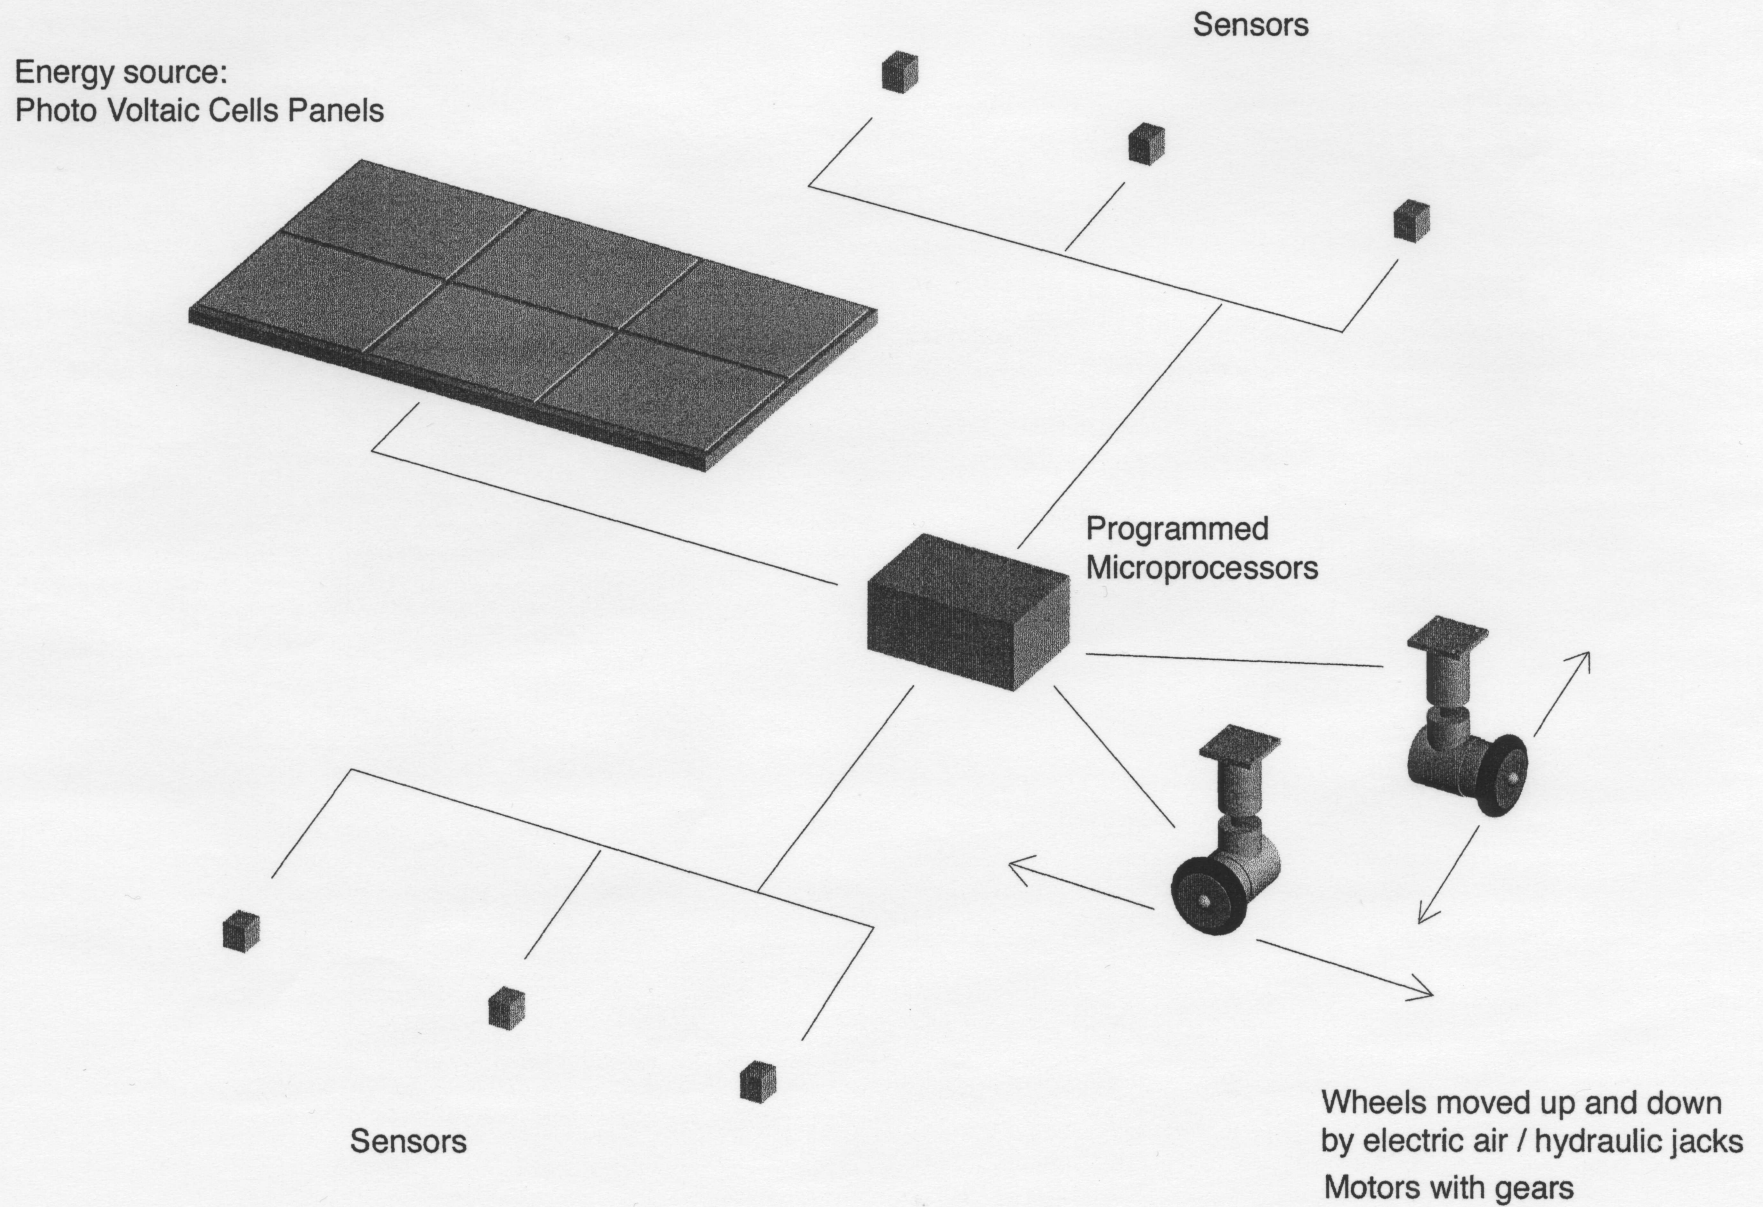 Sensors
Energy source:
Photo Voltaic Cells Panels
Programmed
Microprocessors
Sensors
Wheels moved up and down
by electric air / hydraulic jacks
Motors with gears